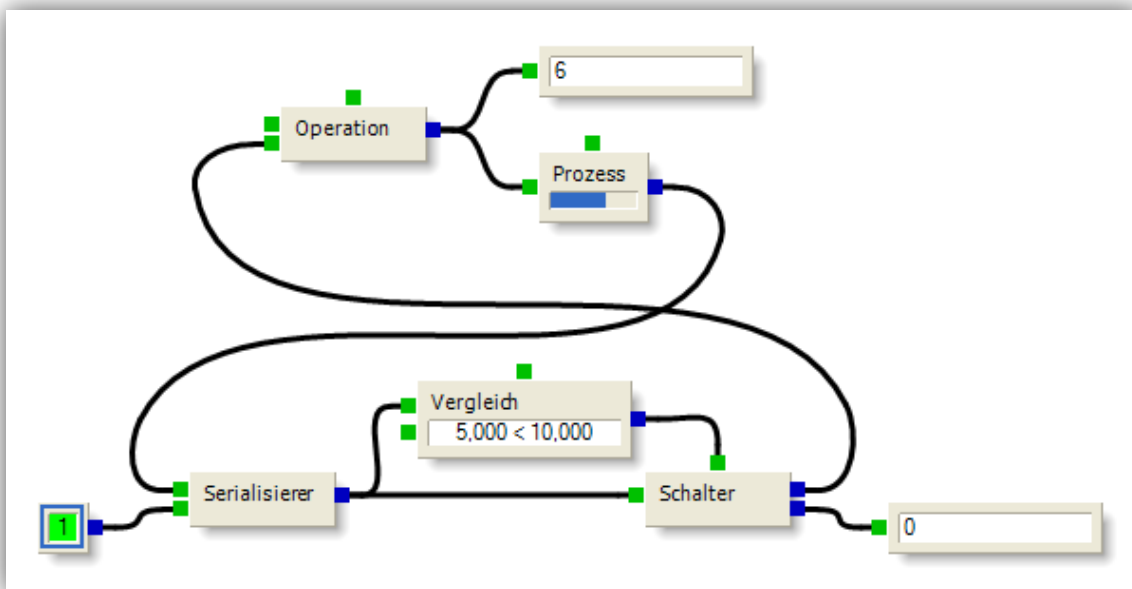 6
Operation
Prozess
Vergleich
5,000 < 10,000
Serialisierer
Schalter
1
0